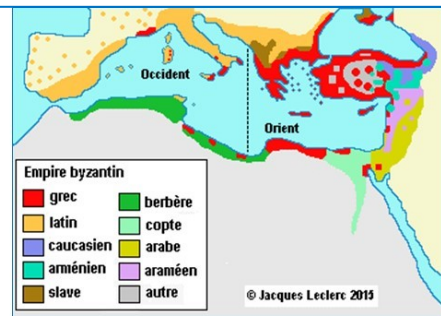 Occident
Orient
Empire byzantin
grec
latin
caucasien
arménien
slave
berbère
copte
arabe
araméen
autre
© Jacques Leclerc 2015